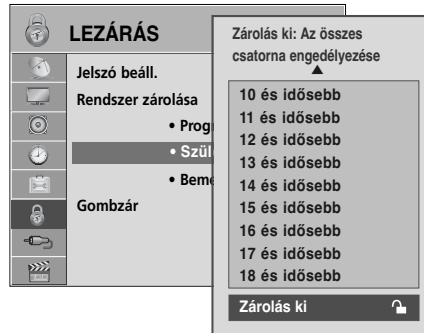 LEZÁRÁS
Jelszó beáll.
Rendszer zárolása
• Prog
• Szül
• Beme
Gombzár
Zárolás ki: Az összes
csatorna engedélyezése
10 és idősebb
11 és idősebb
12 és idősebb
13 és idősebb
14 és idősebb
15 és idősebb
16 és idősebb
17 és idősebb
18 és idősebb
Zárolás ki